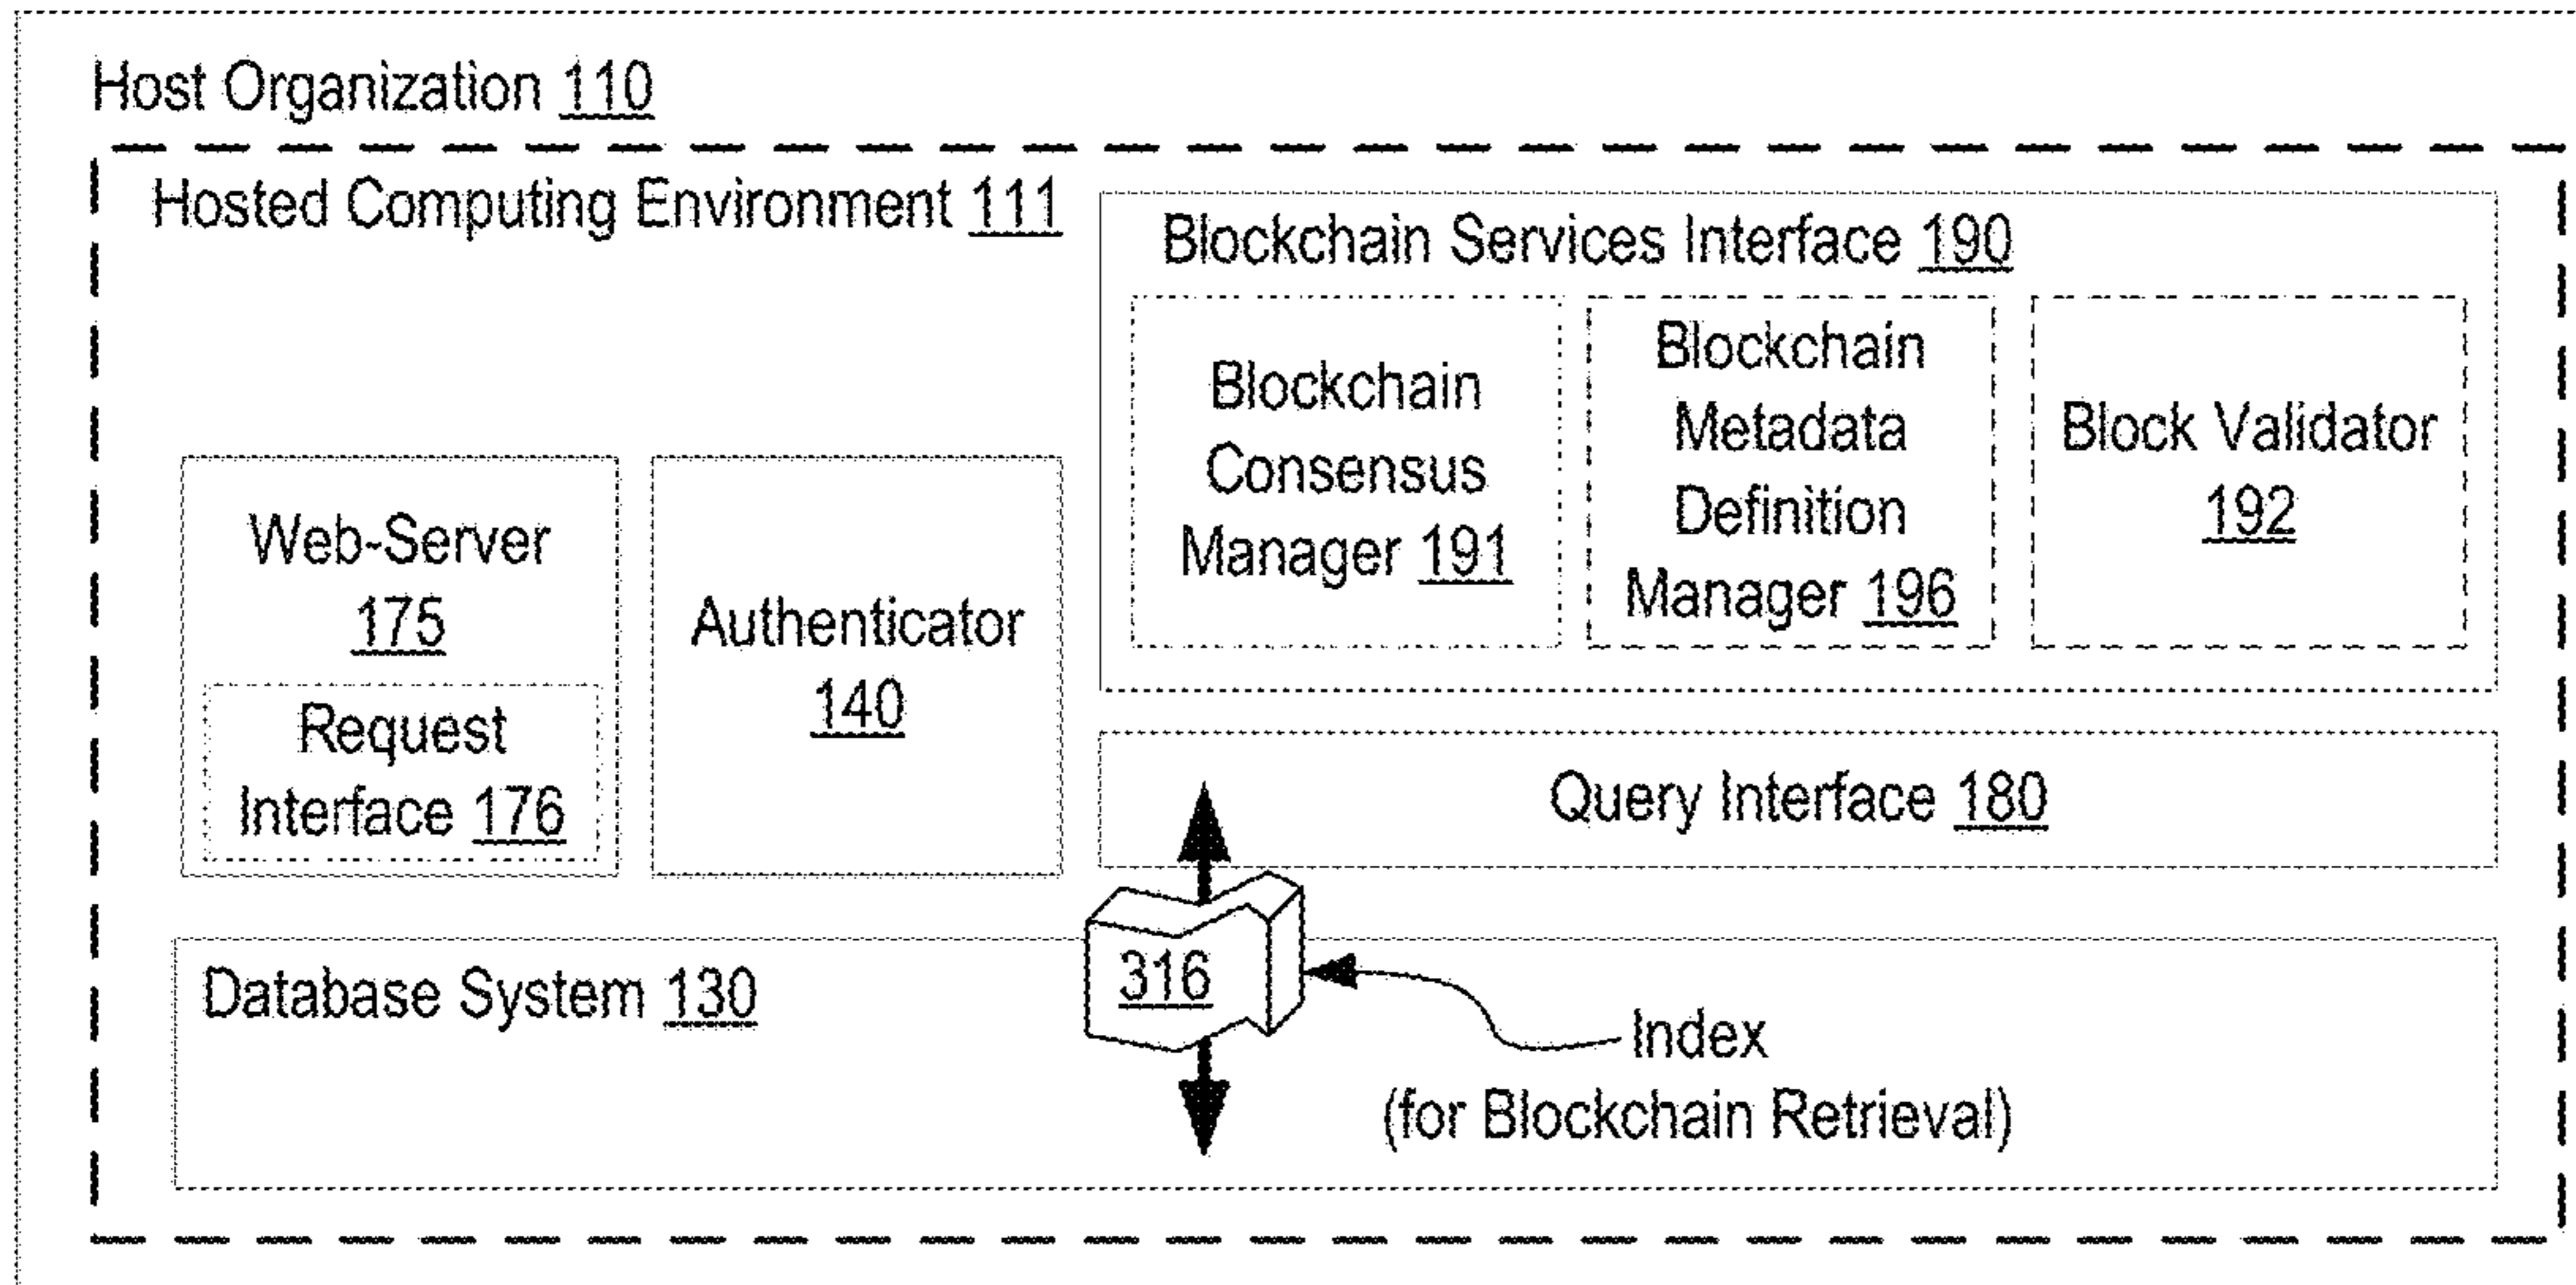 Host Organization 110
Hosted Computing Environment 111
Blockchain Services Interface 190
Blockchain
Consensus
Manager 191
Blockchain
Metadata
Definition
Manager 196
Block Validator
192
Web-Server
175
Request
Interface 176
Authenticator
140
Query Interface 180
Database System 130
316
Index
(for Blockchain Retrieval)